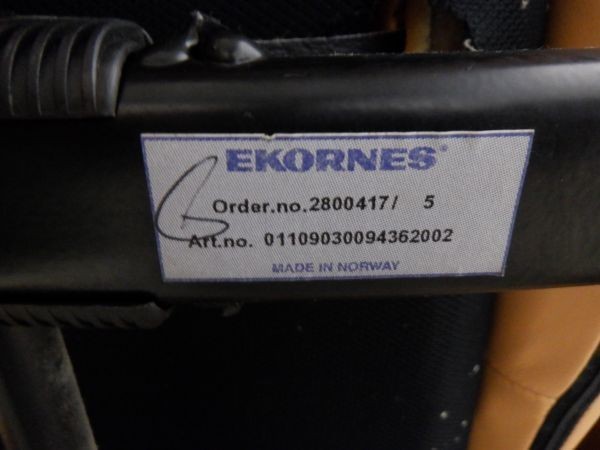 EKORNES®
Order.no.2800417/ 5
Art.no. 01109030094362002
MADE IN NORWAY